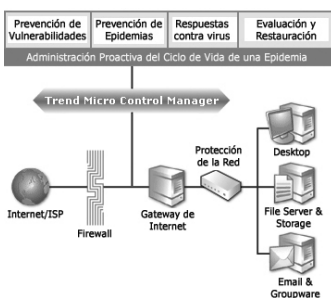 Prevención de
Vulnerabilidades
Prevención de
Epidemias
Respuestas
contra virus
Evaluación y
Restauración
Administración Proactiva del Ciclo de Vida de una Epidemia
Trend Micro Control Manager
Protección
de la Red
Desktop
Internet/ISP
Firewall
Gateway de
Internet
File Server &
Storage
Email &
Groupware